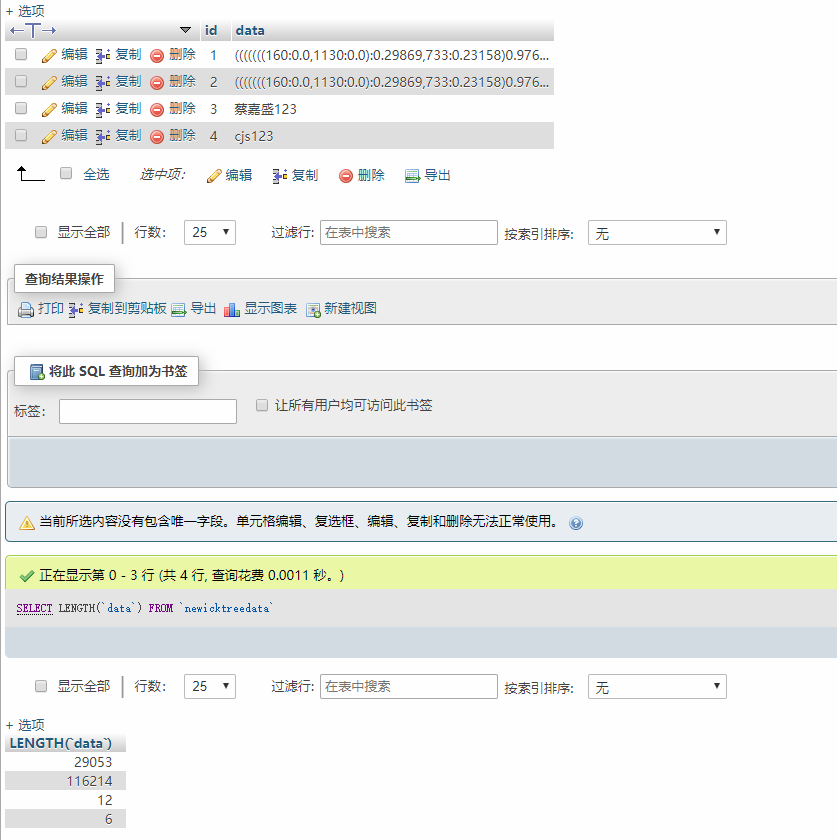 + 选项
←T→ id data
编辑 复制 删除 1 (((((((160:0.0,1130:0.0):0.29869,733:0.23158)0.976...
编辑 复制 删除 2 (((((((160:0.0,1130:0.0):0.29869,733:0.23158)0.976...
编辑 复制 删除 3 蔡嘉盛123
编辑 复制 删除 4 cjs123
全选 选中项: 编辑 复制 删除 导出
显示全部 | 行数: 25 过滤行: 在表中搜索 按索引排序: 无
查询结果操作
打印 复制到剪贴板 导出 显示图表 新建视图
将此 SQL 查询加为书签
标签: 让所有用户均可访问此书签
当前所选内容没有包含唯一字段。单元格编辑、复选框、编辑、复制和删除无法正常使用。
正在显示第 0 - 3 行 (共 4 行, 查询花费 0.0011 秒。)
SELECT LENGTH(`data`) FROM `newicktreedata`
显示全部 | 行数: 25 过滤行: 在表中搜索 按索引排序: 无
+ 选项
LENGTH(`data`)
29053
116214
12
6